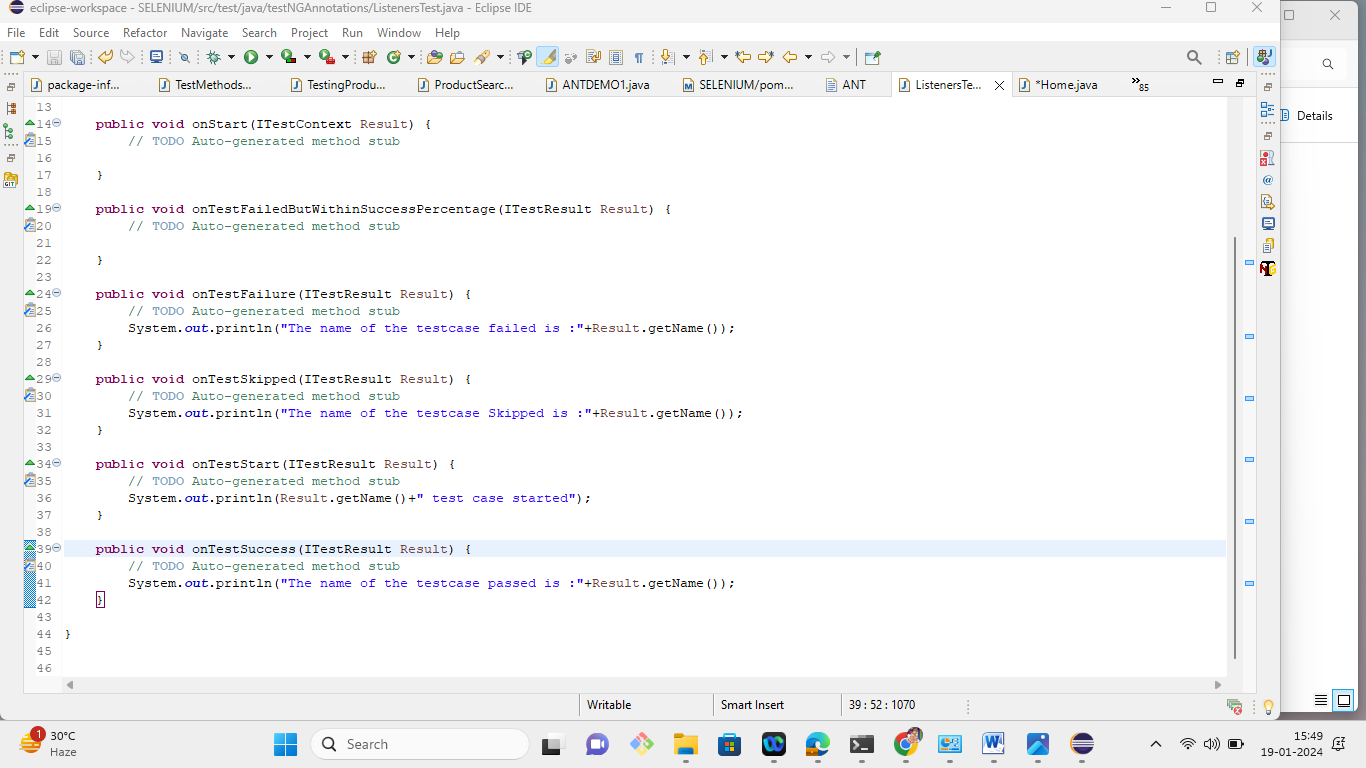 eclipse-workspace - SELENIUM/src/test/java/testNGAnnotations/ListenersTest.java - Eclipse IDE
File Edit Source Refactor Navigate Search Project Run Window Help
package-inf... TestMethods... TestingProdu... ProductSearc... ANTDEMO1.java SELENIUM/pom... ANT ListenersTe... *Home.java 85
Details
13
14 public void onStart(ITestContext Result) {
15 // TODO Auto-generated method stub
16
17 }
18
19 public void onTestFailedButWithinSuccessPercentage(ITestResult Result) {
20 // TODO Auto-generated method stub
21
22 }
23
24 public void onTestFailure(ITestResult Result) {
25 // TODO Auto-generated method stub
26 System.out.println("The name of the testcase failed is :"+Result.getName());
27 }
28
29 public void onTestSkipped(ITestResult Result) {
30 // TODO Auto-generated method stub
31 System.out.println("The name of the testcase Skipped is :"+Result.getName());
32 }
33
34 public void onTestStart(ITestResult Result) {
35 // TODO Auto-generated method stub
36 System.out.println(Result.getName()+" test case started");
37 }
38
39 public void onTestSuccess(ITestResult Result) {
40 // TODO Auto-generated method stub
41 System.out.println("The name of the testcase passed is :"+Result.getName());
42 }
43
44 }
45
46
Writable Smart Insert 39 : 52 : 1070
1
30°C
Haze
Search
15:49
19-01-2024